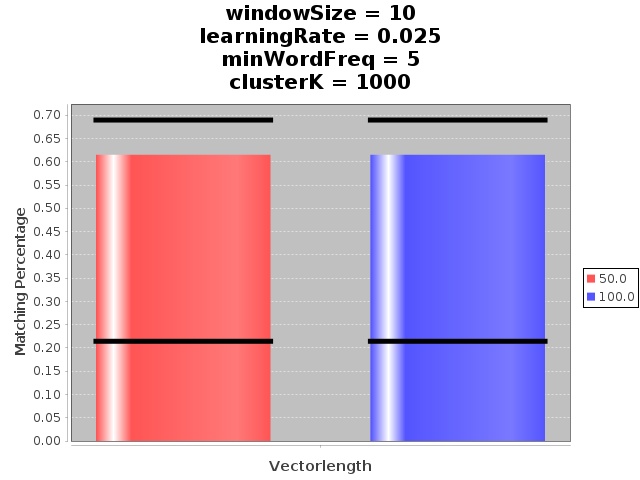 windowSize = 10
learningRate = 0.025
minWordFreq = 5
clusterK = 1000
Matching Percentage
0.70
0.65
0.60
0.55
0.50
0.45
0.40
0.35
0.30
0.25
0.20
0.15
0.10
0.05
0.00
Vectorlength
50.0
100.0